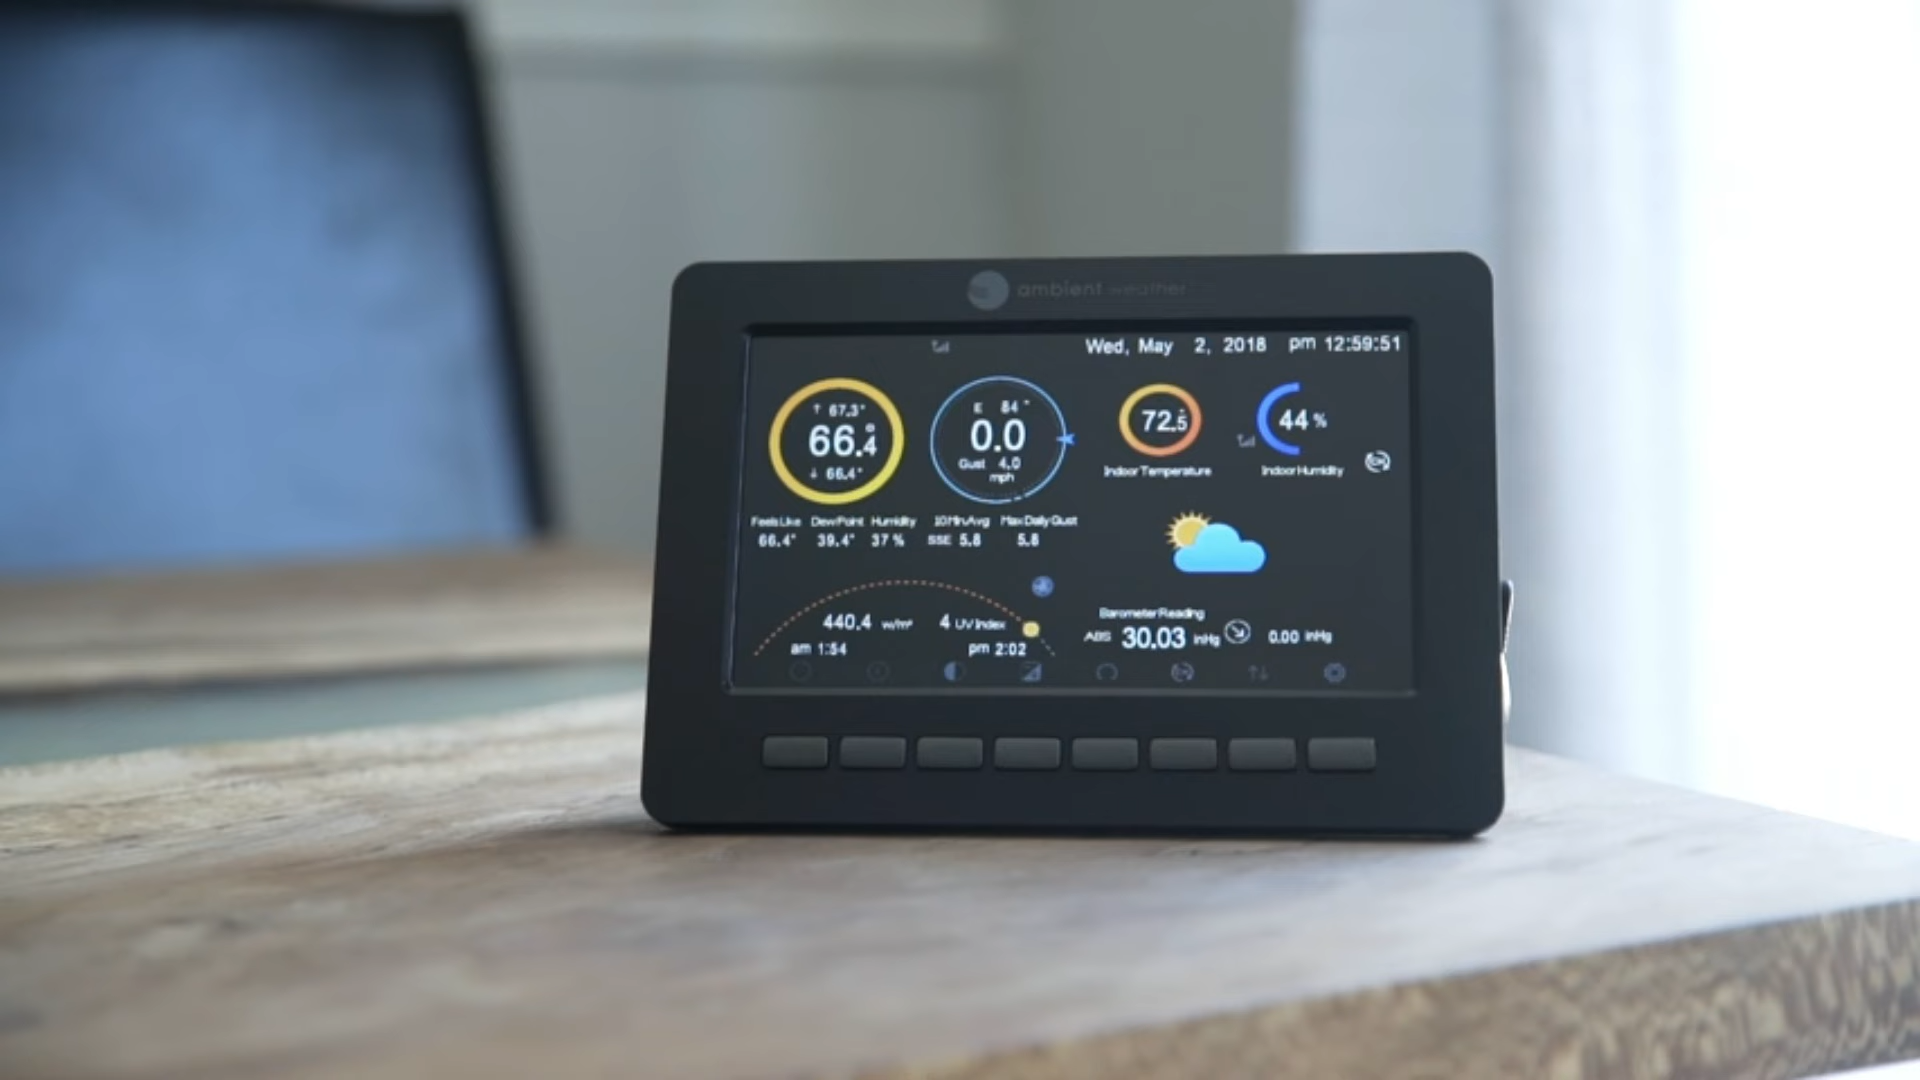 ambient weather
Wed, May 2, 2018 pm 12:59:51
↑ 67.3°
66.4°
↓ 66.4°
E 84°
0.0
Gust 4.0
mph
72.5°
Indoor Temperature
44 %
Indoor Humidity
Feels Like Dew Point Humidity
66.4° 39.4° 37 %
10 Min Avg Max Daily Gust
SSE 5.8 5.8
440.4 w/m² 4 UV Index
am 1:54 pm 2:02
Barometer Reading
ABS 30.03 inHg 0.00 inHg